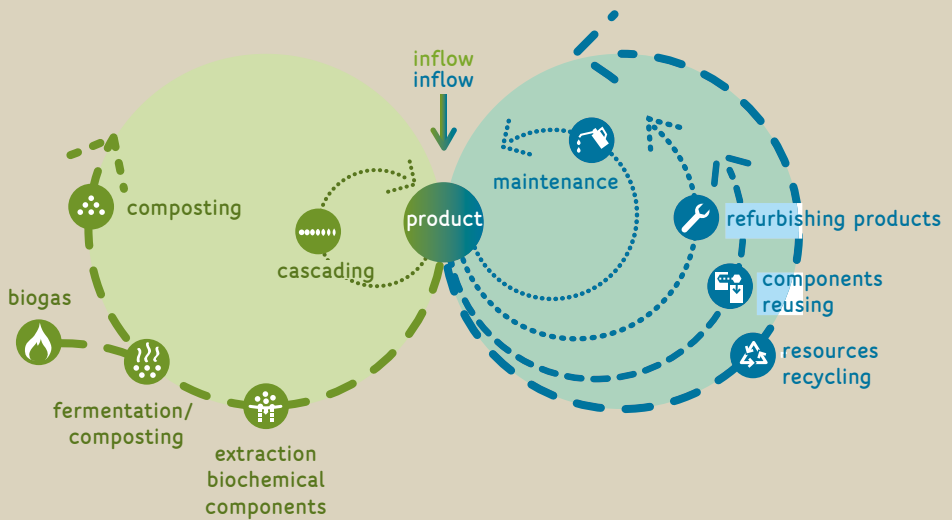 inflow
inflow
maintenance
composting
product
refurbishing products
cascading
components
reusing
biogas
resources
recycling
fermentation/
composting
extraction
biochemical
components